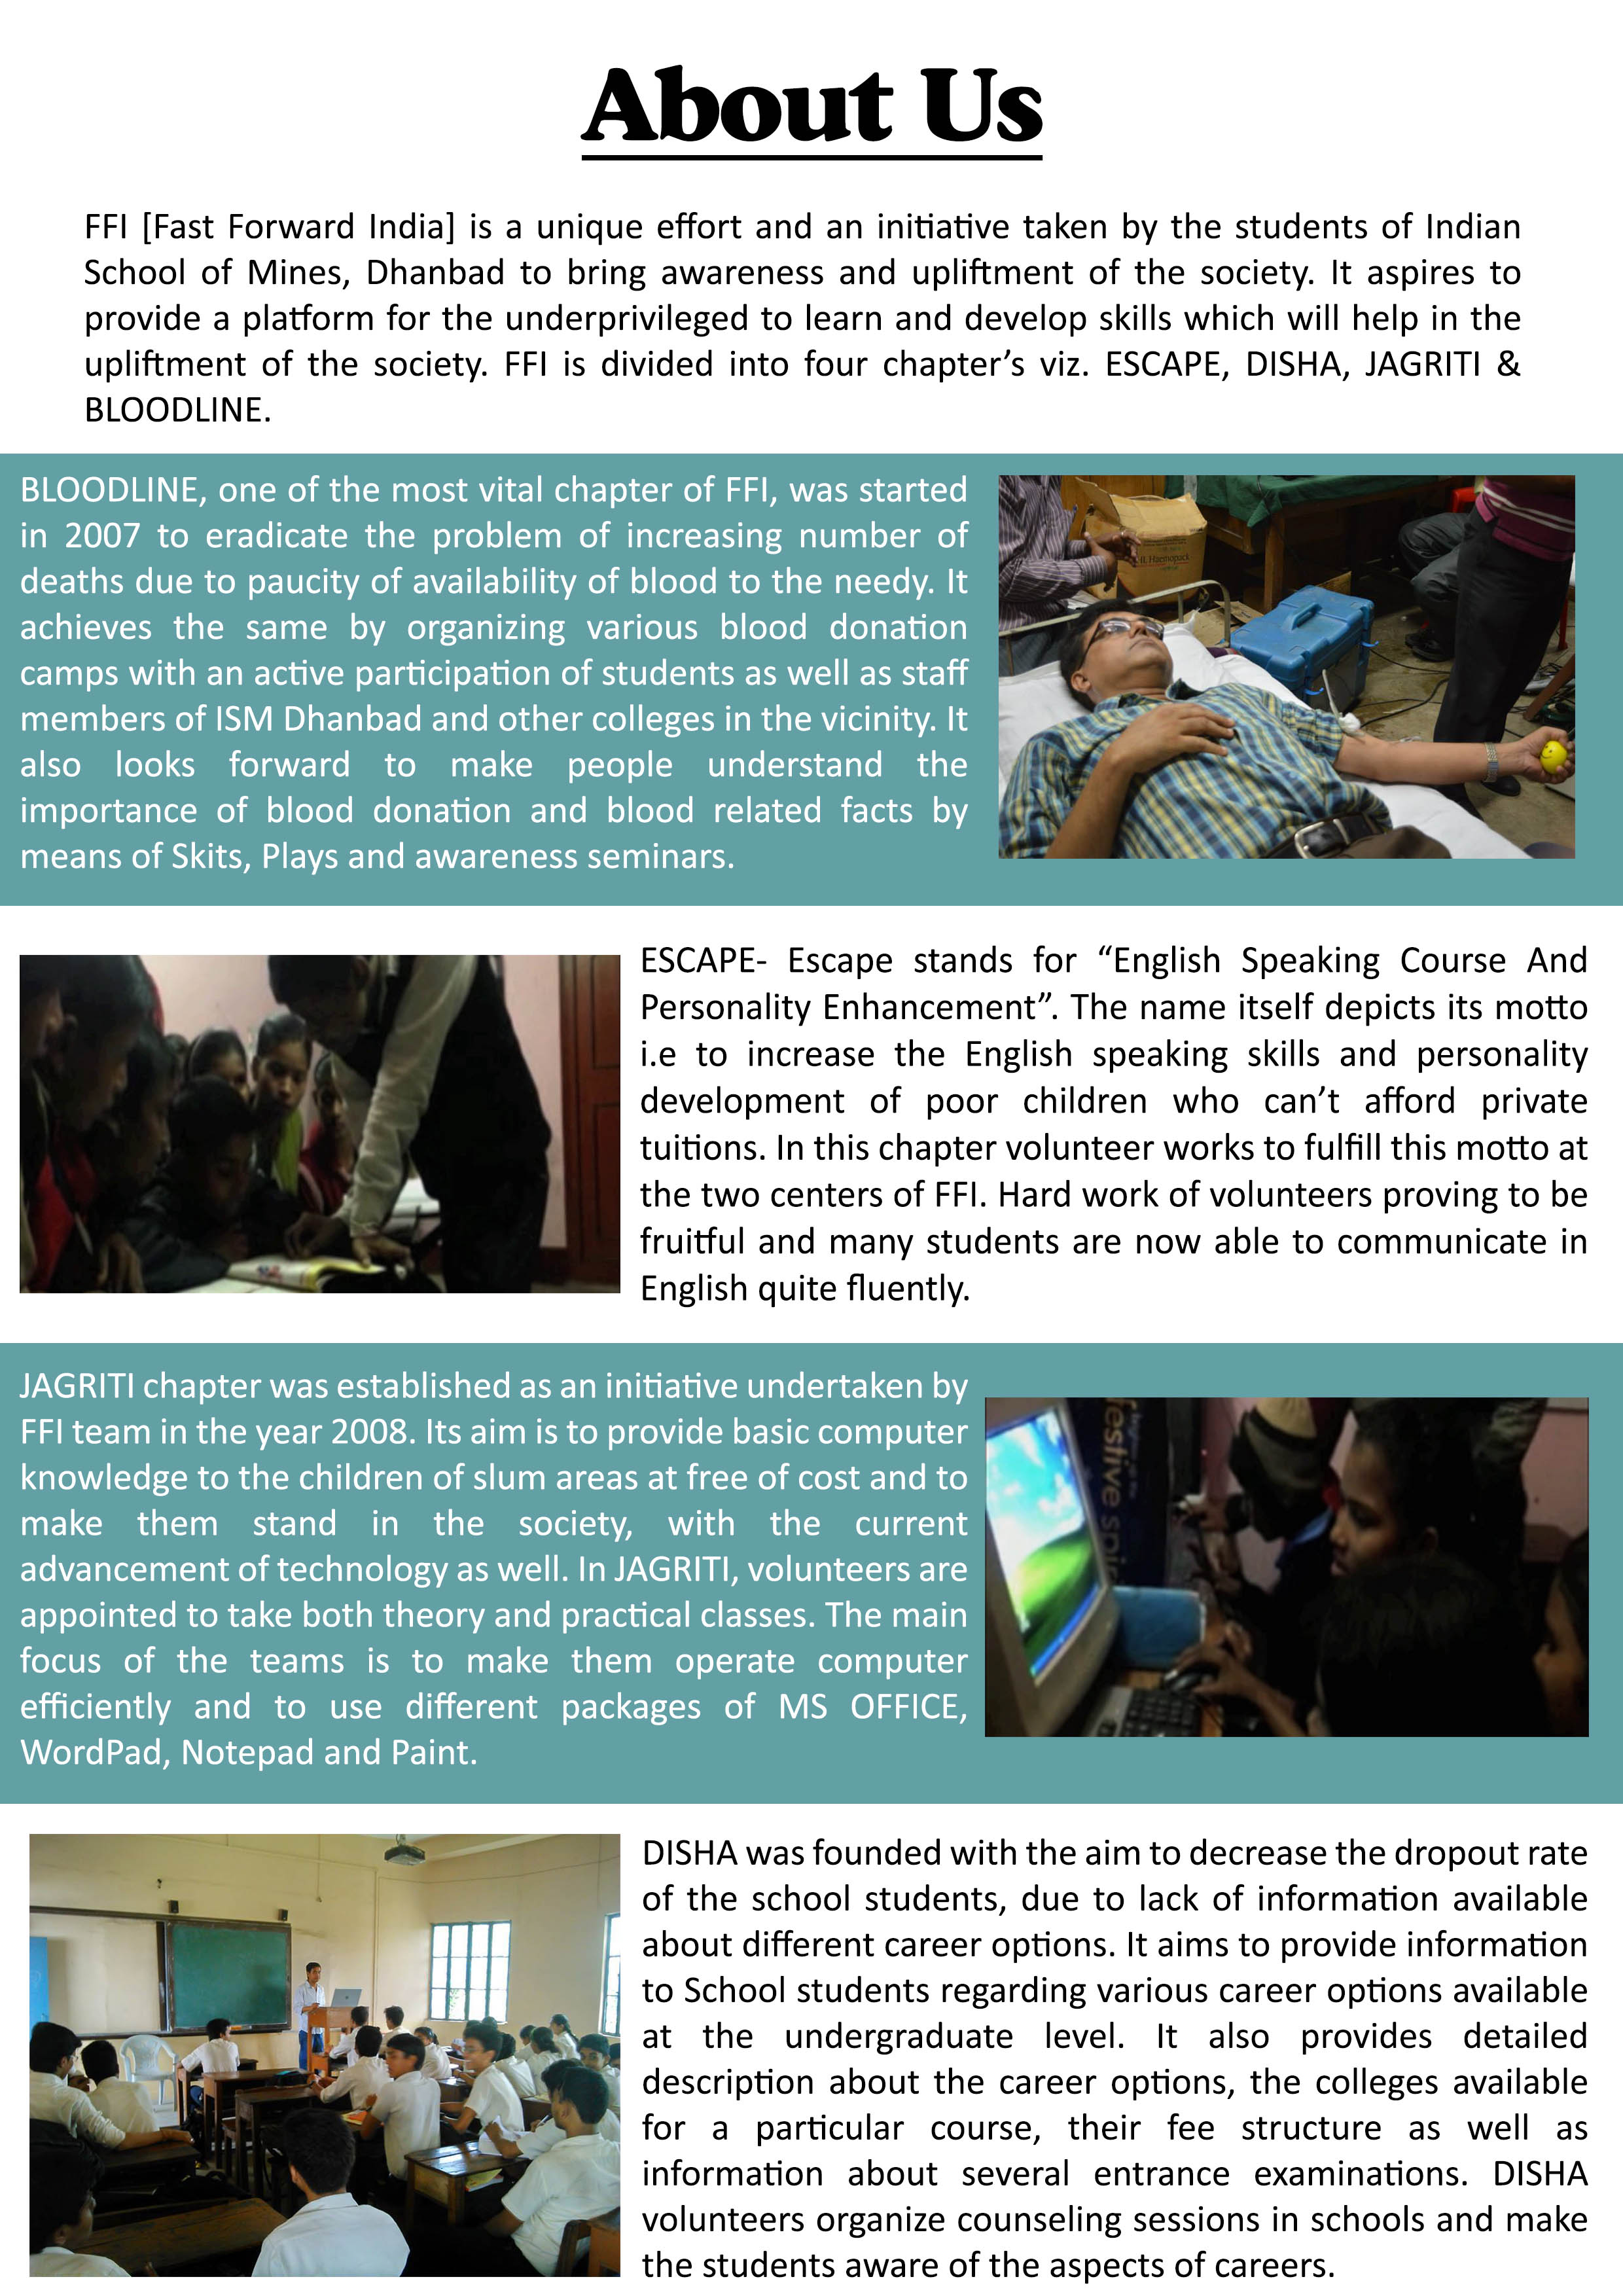 About Us
FFI [Fast Forward India] is a unique effort and an initiative taken by the students of Indian
School of Mines, Dhanbad to bring awareness and upliftment of the society. It aspires to
provide a platform for the underprivileged to learn and develop skills which will help in the
upliftment of the society. FFI is divided into four chapter’s viz. ESCAPE, DISHA, JAGRITI &
BLOODLINE.
BLOODLINE, one of the most vital chapter of FFI, was started
in 2007 to eradicate the problem of increasing number of
deaths due to paucity of availability of blood to the needy. It
achieves the same by organizing various blood donation
camps with an active participation of students as well as staff
members of ISM Dhanbad and other colleges in the vicinity. It
also looks forward to make people understand the
importance of blood donation and blood related facts by
means of Skits, Plays and awareness seminars.
Haemopack
ESCAPE- Escape stands for “English Speaking Course And
Personality Enhancement”. The name itself depicts its motto
i.e to increase the English speaking skills and personality
development of poor children who can’t afford private
tuitions. In this chapter volunteer works to fulfill this motto at
the two centers of FFI. Hard work of volunteers proving to be
fruitful and many students are now able to communicate in
English quite fluently.
JAGRITI chapter was established as an initiative undertaken by
FFI team in the year 2008. Its aim is to provide basic computer
knowledge to the children of slum areas at free of cost and to
make them stand in the society, with the current
advancement of technology as well. In JAGRITI, volunteers are
appointed to take both theory and practical classes. The main
focus of the teams is to make them operate computer
efficiently and to use different packages of MS OFFICE,
WordPad, Notepad and Paint.
festive
DISHA was founded with the aim to decrease the dropout rate
of the school students, due to lack of information available
about different career options. It aims to provide information
to School students regarding various career options available
at the undergraduate level. It also provides detailed
description about the career options, the colleges available
for a particular course, their fee structure as well as
information about several entrance examinations. DISHA
volunteers organize counseling sessions in schools and make
the students aware of the aspects of careers.